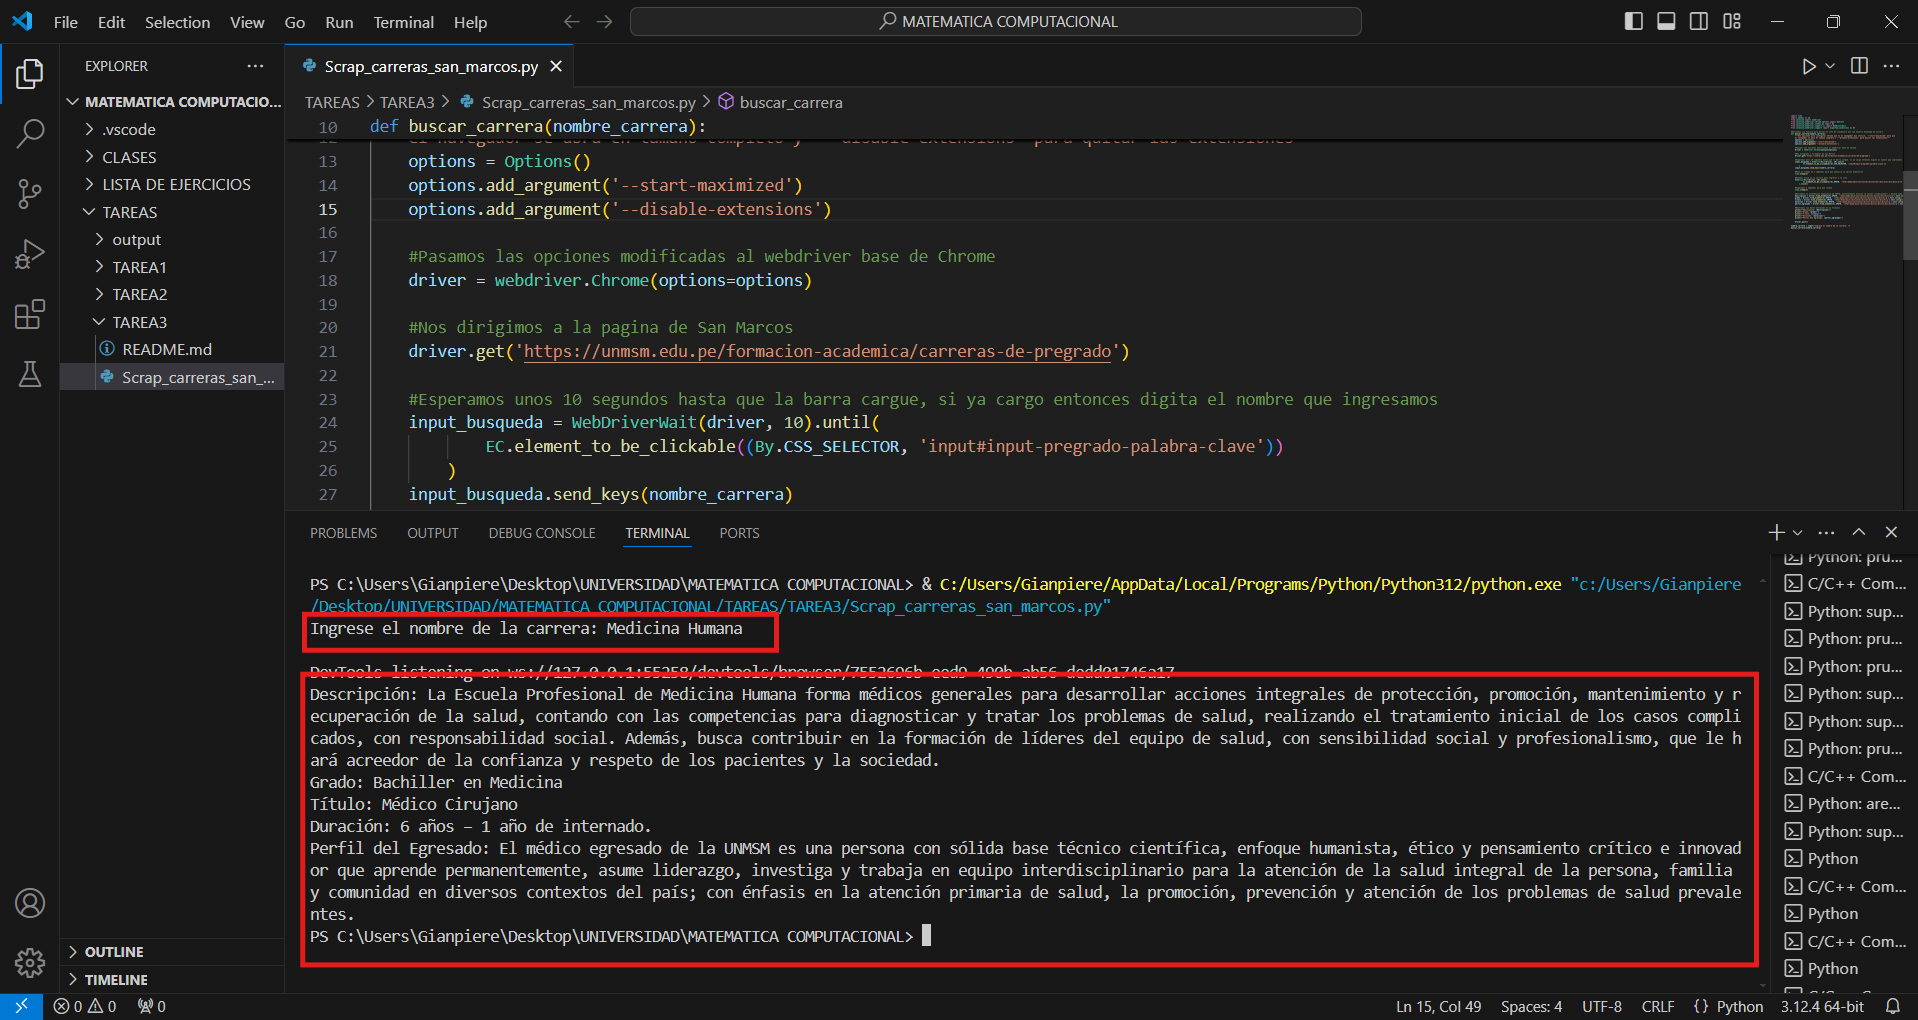 File Edit Selection View Go Run Terminal Help
MATEMATICA COMPUTACIONAL
EXPLORER
MATEMATICA COMPUTACIO...
.vscode
CLASES
LISTA DE EJERCICIOS
TAREAS
output
TAREA1
TAREA2
TAREA3
README.md
Scrap_carreras_san_...
OUTLINE
TIMELINE
Scrap_carreras_san_marcos.py
TAREAS > TAREA3 > Scrap_carreras_san_marcos.py > buscar_carrera
10 def buscar_carrera(nombre_carrera):
13 options = Options()
14 options.add_argument('--start-maximized')
15 options.add_argument('--disable-extensions')
16
17 #Pasamos las opciones modificadas al webdriver base de Chrome
18 driver = webdriver.Chrome(options=options)
19
20 #Nos dirigimos a la pagina de San Marcos
21 driver.get('https://unmsm.edu.pe/formacion-academica/carreras-de-pregrado')
22
23 #Esperamos unos 10 segundos hasta que la barra cargue, si ya cargo entonces digita el nombre que ingresamos
24 input_busqueda = WebDriverWait(driver, 10).until(
25 EC.element_to_be_clickable((By.CSS_SELECTOR, 'input#input-pregrado-palabra-clave'))
26 )
27 input_busqueda.send_keys(nombre_carrera)
PROBLEMS OUTPUT DEBUG CONSOLE TERMINAL PORTS
PS C:\Users\Gianpiere\Desktop\UNIVERSIDAD\MATEMATICA COMPUTACIONAL> & C:/Users/Gianpiere/AppData/Local/Programs/Python/Python312/python.exe "c:/Users/Gianpiere
/Desktop/UNIVERSIDAD/MATEMATICA COMPUTACIONAL/TAREAS/TAREA3/Scrap_carreras_san_marcos.py"
Ingrese el nombre de la carrera: Medicina Humana
DevTools listening on
Descripción: La Escuela Profesional de Medicina Humana forma médicos generales para desarrollar acciones integrales de protección, promoción, mantenimiento y r
ecuperación de la salud, contando con las competencias para diagnosticar y tratar los problemas de salud, realizando el tratamiento inicial de los casos compli
cados, con responsabilidad social. Además, busca contribuir en la formación de líderes del equipo de salud, con sensibilidad social y profesionalismo, que le h
ará acreedor de la confianza y respeto de los pacientes y la sociedad.
Grado: Bachiller en Medicina
Título: Médico Cirujano
Duración: 6 años – 1 año de internado.
Perfil del Egresado: El médico egresado de la UNMSM es una persona con sólida base técnico científica, enfoque humanista, ético y pensamiento crítico e innovad
or que aprende permanentemente, asume liderazgo, investiga y trabaja en equipo interdisciplinario para la atención de la salud integral de la persona, familia
y comunidad en diversos contextos del país; con énfasis en la atención primaria de salud, la promoción, prevención y atención de los problemas de salud prevale
ntes.
PS C:\Users\Gianpiere\Desktop\UNIVERSIDAD\MATEMATICA COMPUTACIONAL>
Python: pru...
C/C++ Com...
Python: sup...
Python: pru...
Python: pru...
Python: sup...
Python: sup...
Python: pru...
C/C++ Com...
Python: are...
Python: sup...
Python
C/C++ Com...
Python
C/C++ Com...
Python
0 0 0
Ln 15, Col 49 Spaces: 4 UTF-8 CRLF {} Python 3.12.4 64-bit